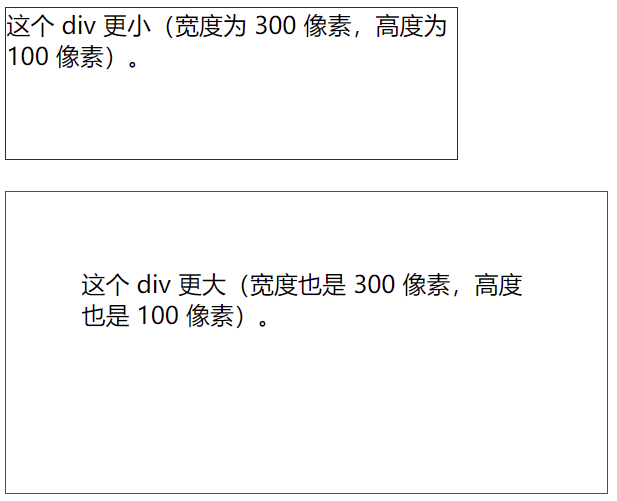 这个 div 更小（宽度为 300 像素，高度为
100 像素）。
这个 div 更大（宽度也是 300 像素，高度
也是 100 像素）。